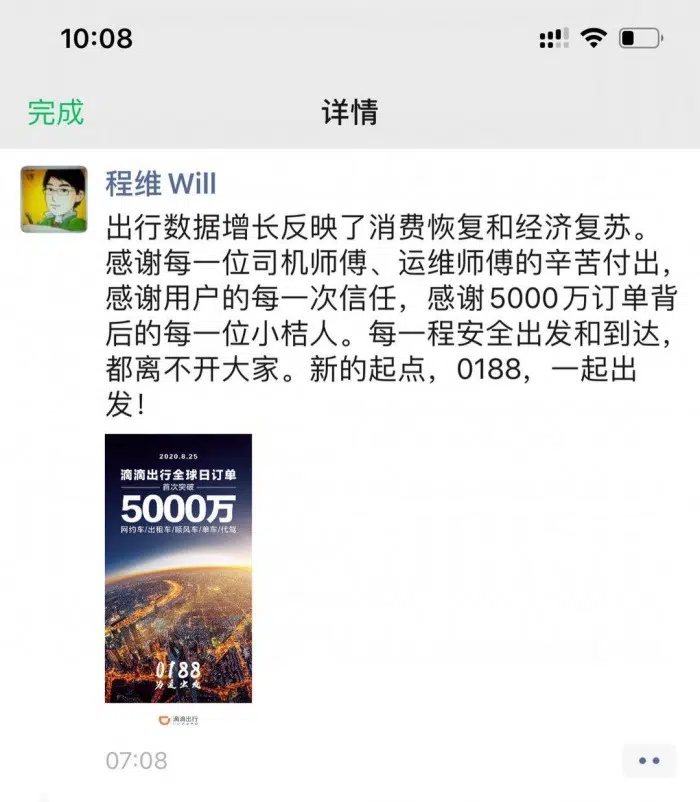 10:08
完成
详情
程维 Will
出行数据增长反映了消费恢复和经济复苏。
感谢每一位司机师傅、运维师傅的辛苦付出，
感谢用户的每一次信任，感谢5000万订单背
后的每一位小桔人。每一程安全出发和到达，
都离不开大家。新的起点，0188，一起出
发！
2020.8.25
滴滴出行全球日订单
首次突破
5000万
网约车/出租车/顺风车/单车/代驾
0188
为爱出成
滴滴出行
07:08